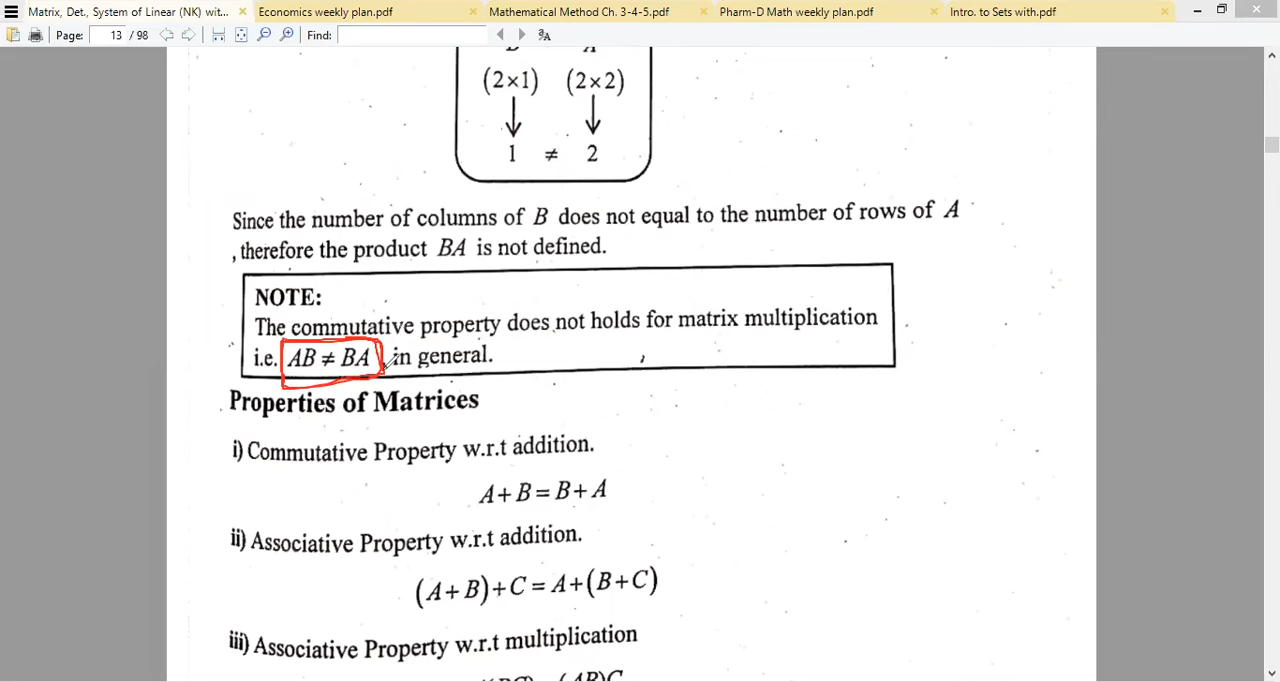 Matrix, Det., System of Linear (NK) wit...
Economics weekly plan.pdf
Mathematical Method Ch. 3-4-5.pdf
Pharm-D Math weekly plan.pdf
Intro. to Sets with.pdf
Page: 13 / 98 Find:
(2×1) (2×2)
1 ≠ 2
Since the number of columns of B does not equal to the number of rows of A
,therefore the product BA is not defined.
NOTE:
The commutative property does not holds for matrix multiplication
i.e. AB ≠ BA in general.
Properties of Matrices
i) Commutative Property w.r.t addition.
A+B=B+A
ii) Associative Property w.r.t addition.
(A+B)+C=A+(B+C)
iii) Associative Property w.r.t multiplication